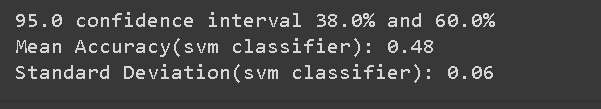 95.0 confidence interval 38.0% and 60.0%
Mean Accuracy(svm classifier): 0.48
Standard Deviation(svm classifier): 0.06